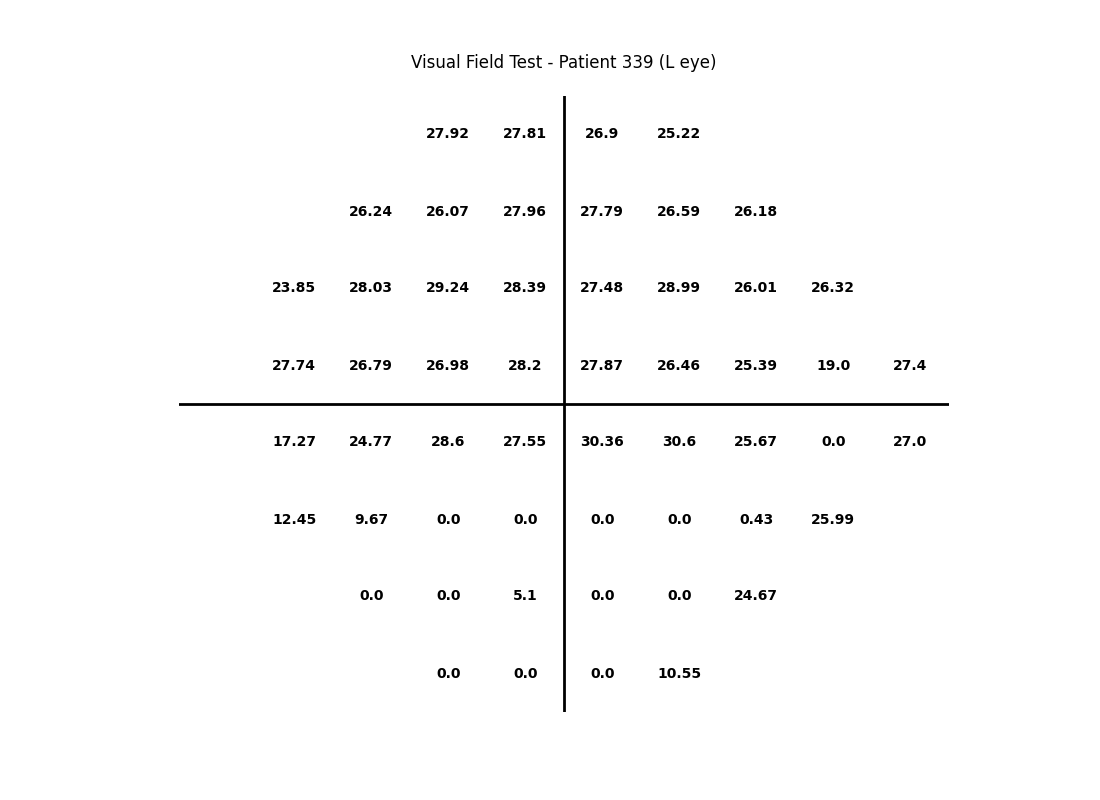 Visual Field Test - Patient 339 (L eye)
27.92 27.81 26.9 25.22
26.24 26.07 27.96 27.79 26.59 26.18
23.85 28.03 29.24 28.39 27.48 28.99 26.01 26.32
27.74 26.79 26.98 28.2 27.87 26.46 25.39 19.0 27.4
17.27 24.77 28.6 27.55 30.36 30.6 25.67 0.0 27.0
12.45 9.67 0.0 0.0 0.0 0.0 0.43 25.99
0.0 0.0 5.1 0.0 0.0 24.67
0.0 0.0 0.0 10.55